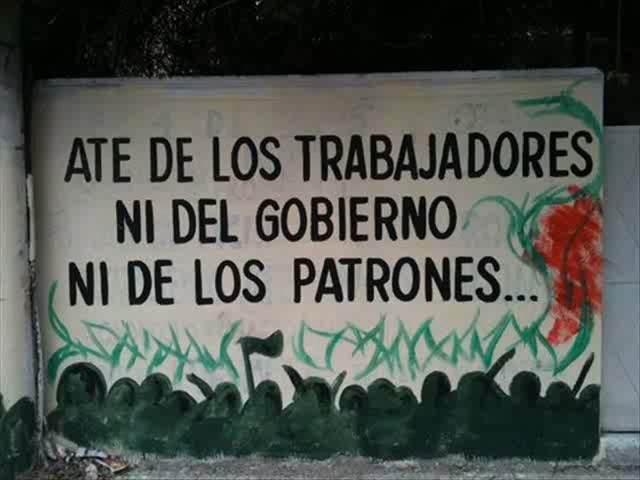 ATE DE LOS TRABAJADORES
NI DEL GOBIERNO
NI DE LOS PATRONES...